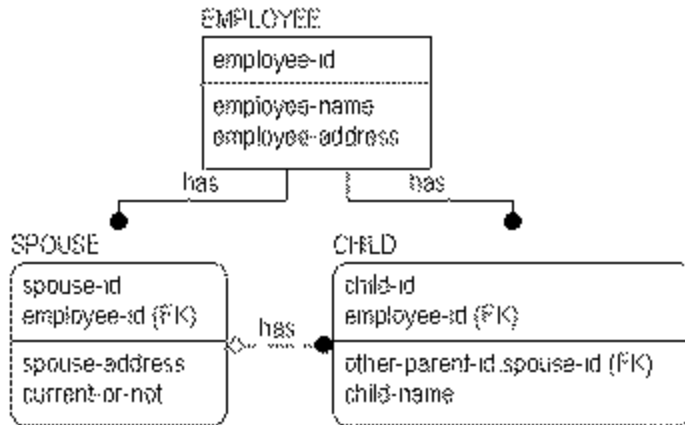 EMPLOYEE
employee-id
employee-name
employee-address
has
has
SPOUSE
spouse-id
employee-id (FK)
spouse-address
current-or-not
has
CHILD
child-id
employee-id (FK)
other-parent-id.spouse-id (FK)
child-name